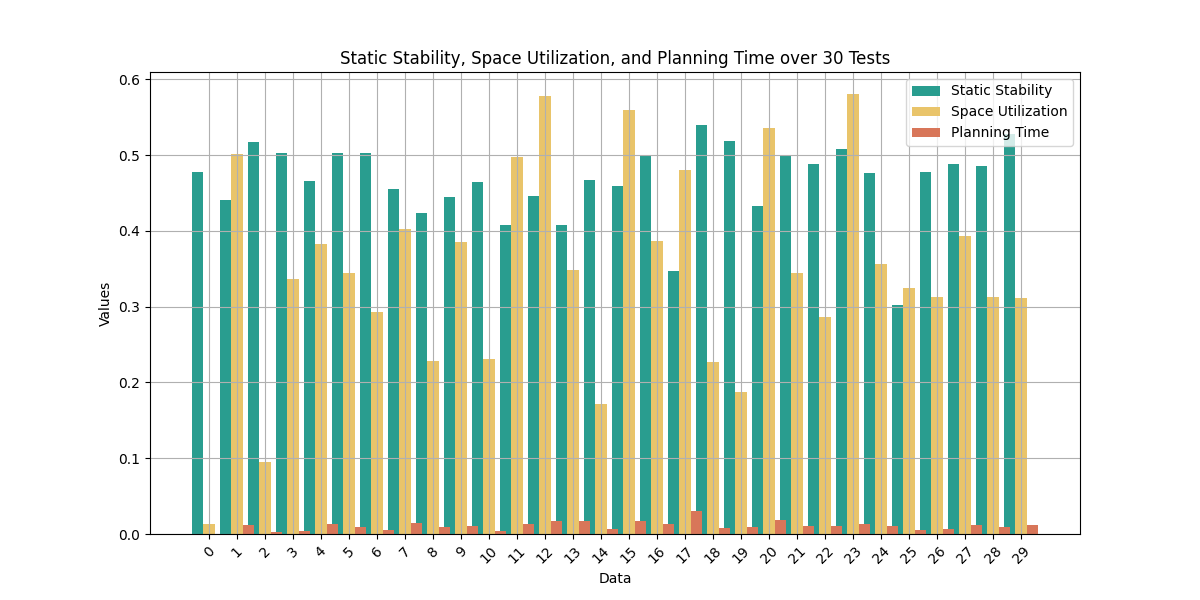 Static Stability, Space Utilization, and Planning Time over 30 Tests
Static Stability
Space Utilization
Planning Time
Values
0.6
0.5
0.4
0.3
0.2
0.1
0.0
0 1 2 3 4 5 6 7 8 9 10 11 12 13 14 15 16 17 18 19 20 21 22 23 24 25 26 27 28 29
Data